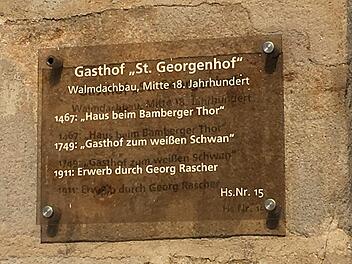 Gasthof „St. Georgenhof“
Walmdachbau, Mitte 18. Jahrhundert
1467: „Haus beim Bamberger Thor“
1749: „Gasthof zum weißen Schwan“
1911: Erwerb durch Georg Rascher
Hs.Nr. 15